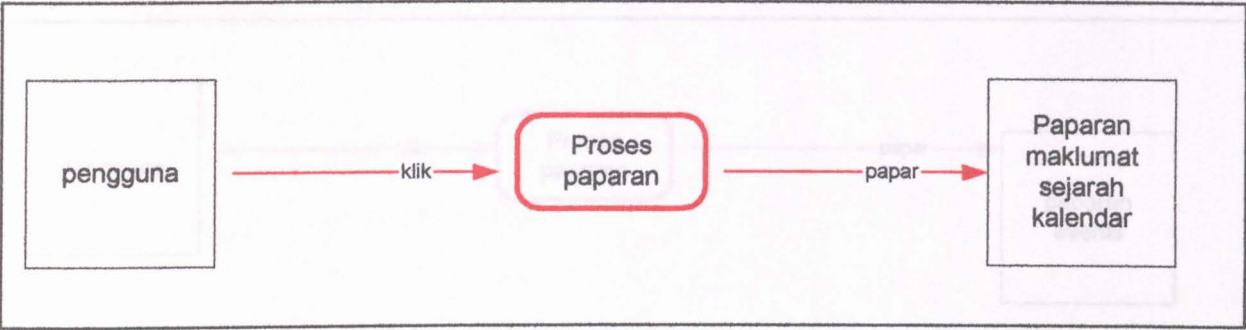 pengguna
klik
Proses
paparan
papar
Paparan
maklumat
sejarah
kalendar